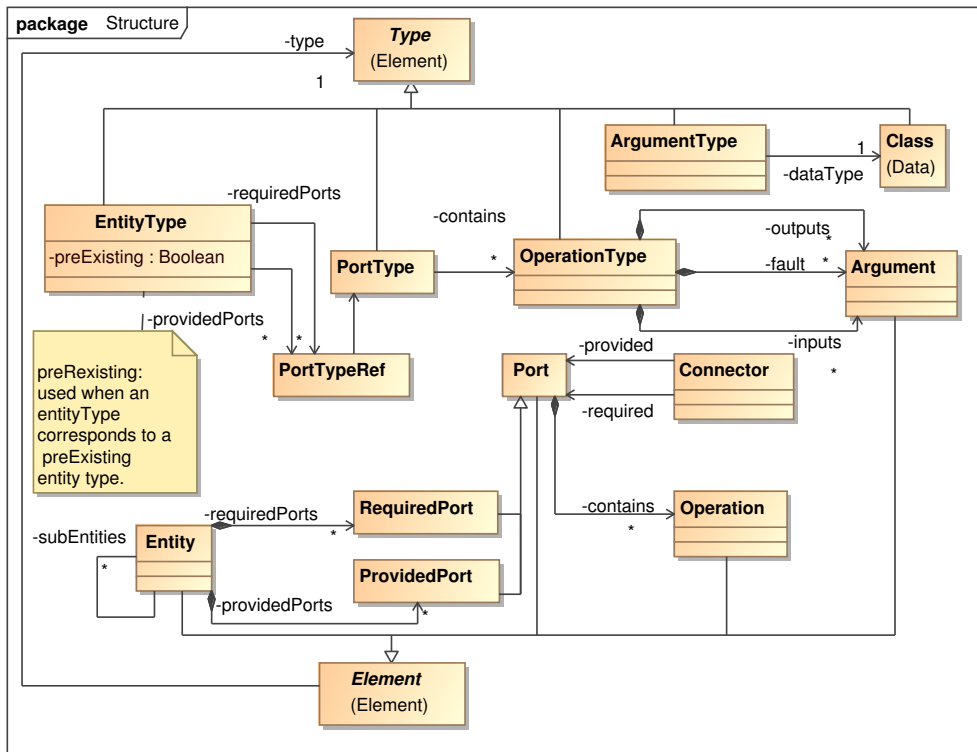 package Structure
Type
(Element)
-type
1
ArgumentType
Class
(Data)
1
-dataType
-requiredPorts
EntityType
-preExisting : Boolean
-contains
*
PortType
OperationType
-outputs
*
-fault
*
Argument
-providedPorts
*
*
PortTypeRef
-inputs
*
preRexisting:
used when an
entityType
corresponds to a
preExisting
entity type.
Port
-provided
-required
Connector
-requiredPorts
*
RequiredPort
-contains
*
Operation
-subEntities
*
Entity
ProvidedPort
-providedPorts
*
Element
(Element)